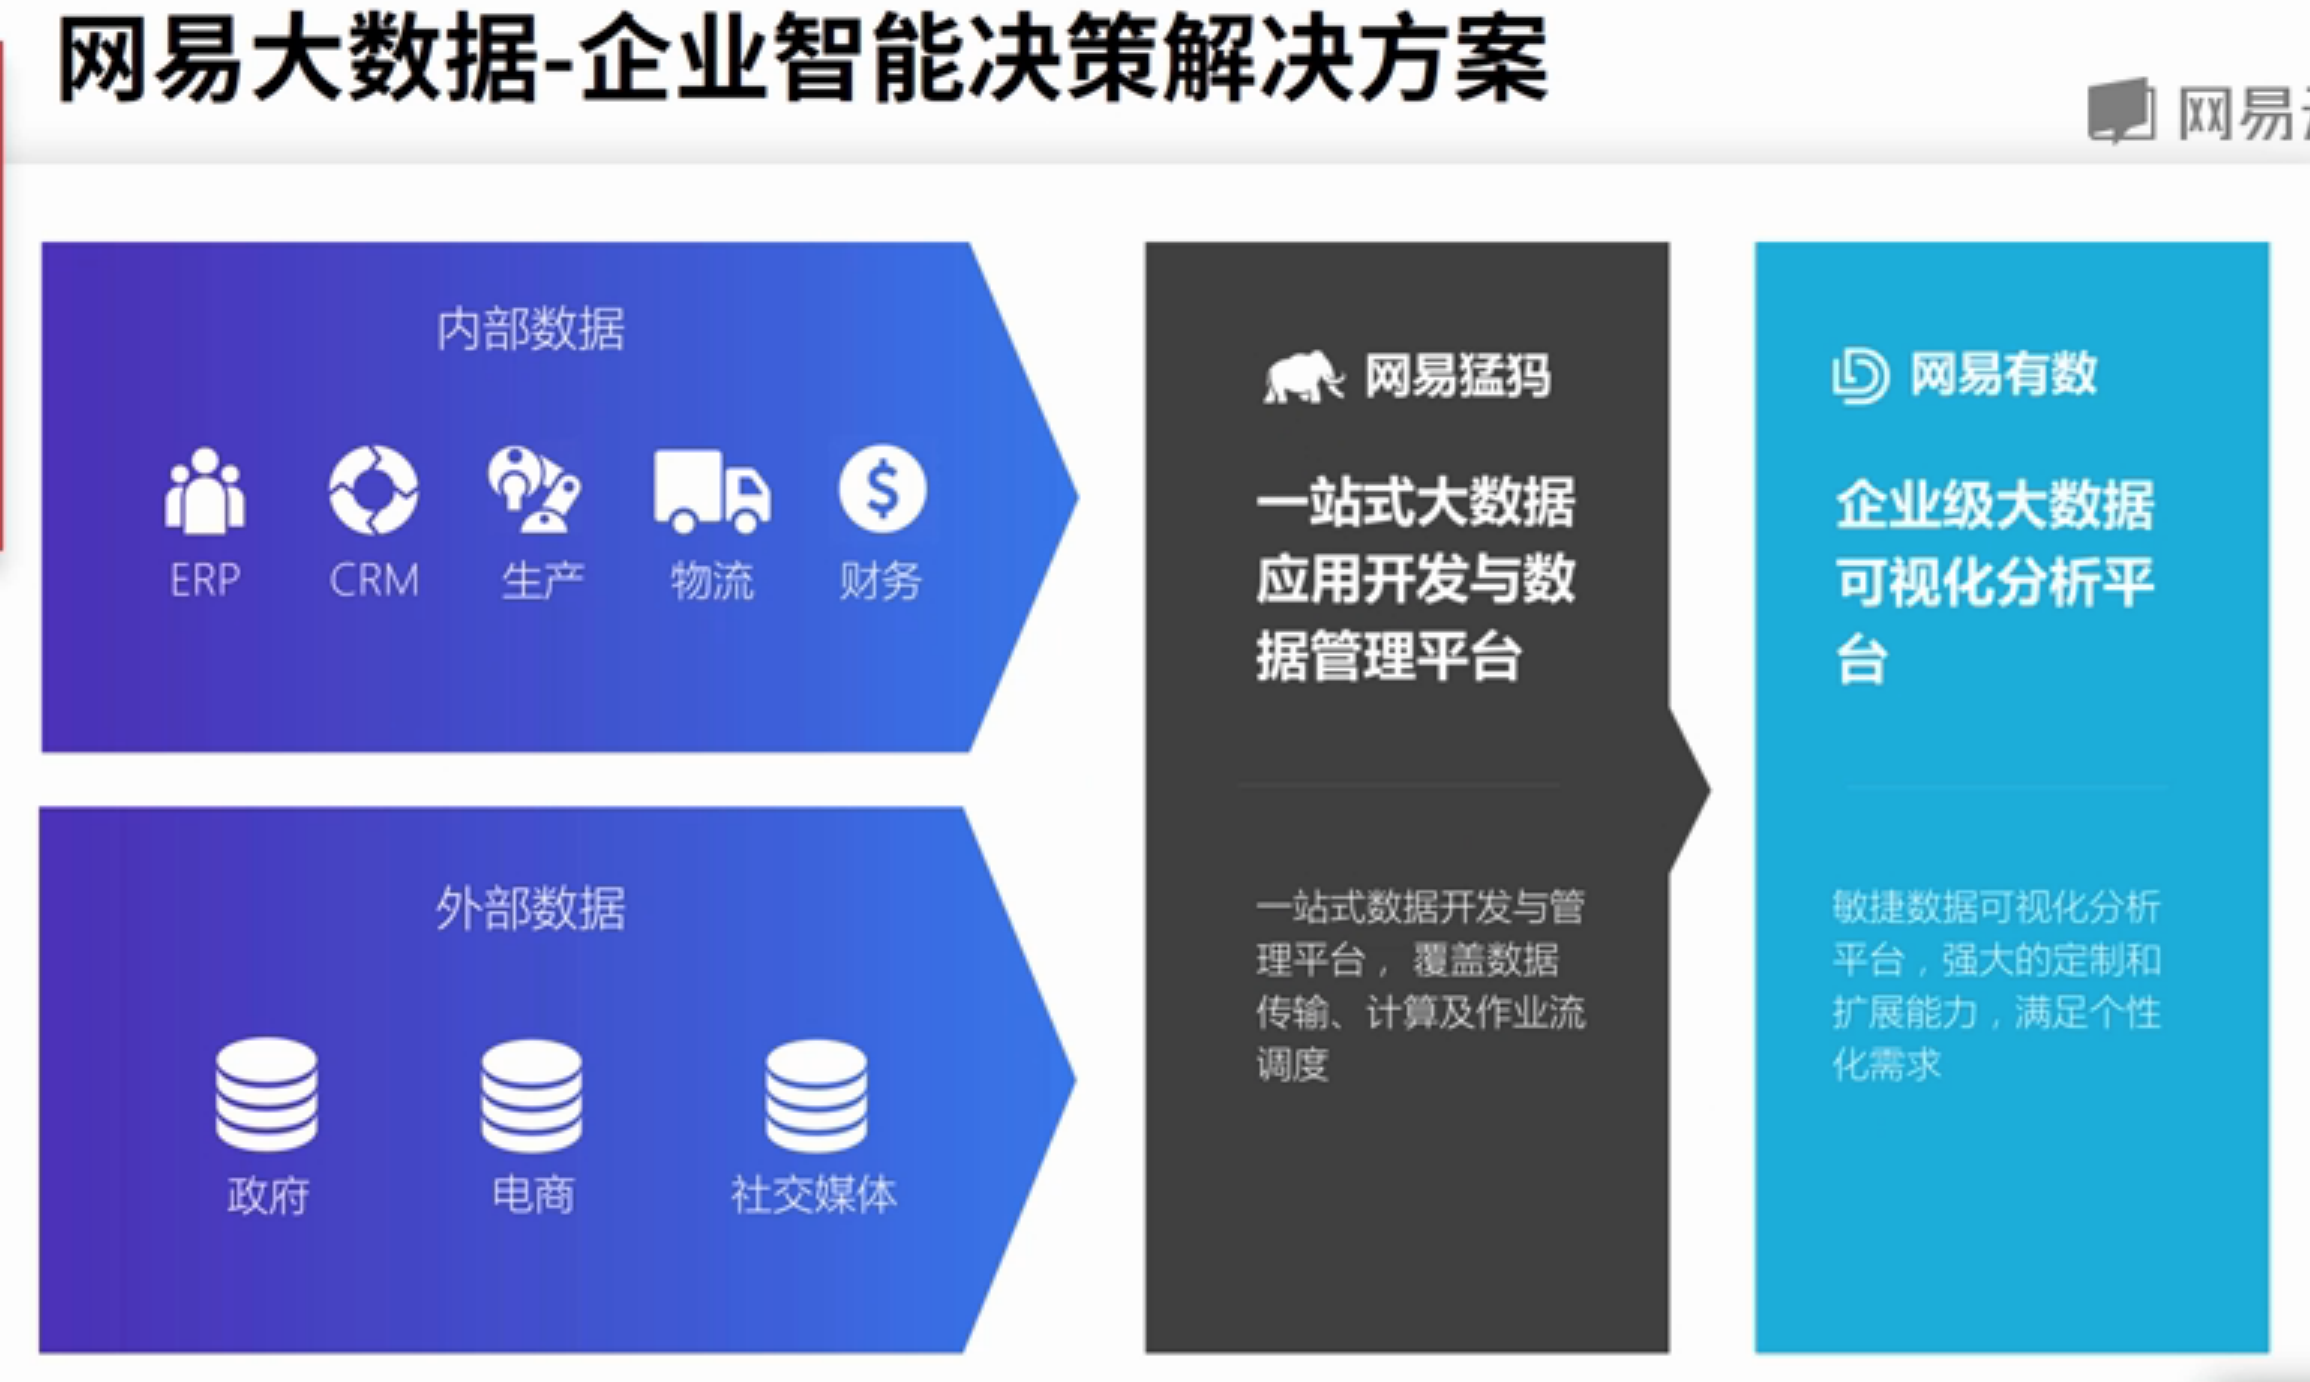 网易大数据-企业智能决策解决方案
网易
内部数据
ERP
CRM
生产
物流
财务
外部数据
政府
电商
社交媒体
网易猛犸
一站式大数据
应用开发与数
据管理平台
一站式数据开发与管
理平台，覆盖数据
传输、计算及作业流
调度
网易有数
企业级大数据
可视化分析平
台
敏捷数据可视化分析
平台，强大的定制和
扩展能力，满足个性
化需求